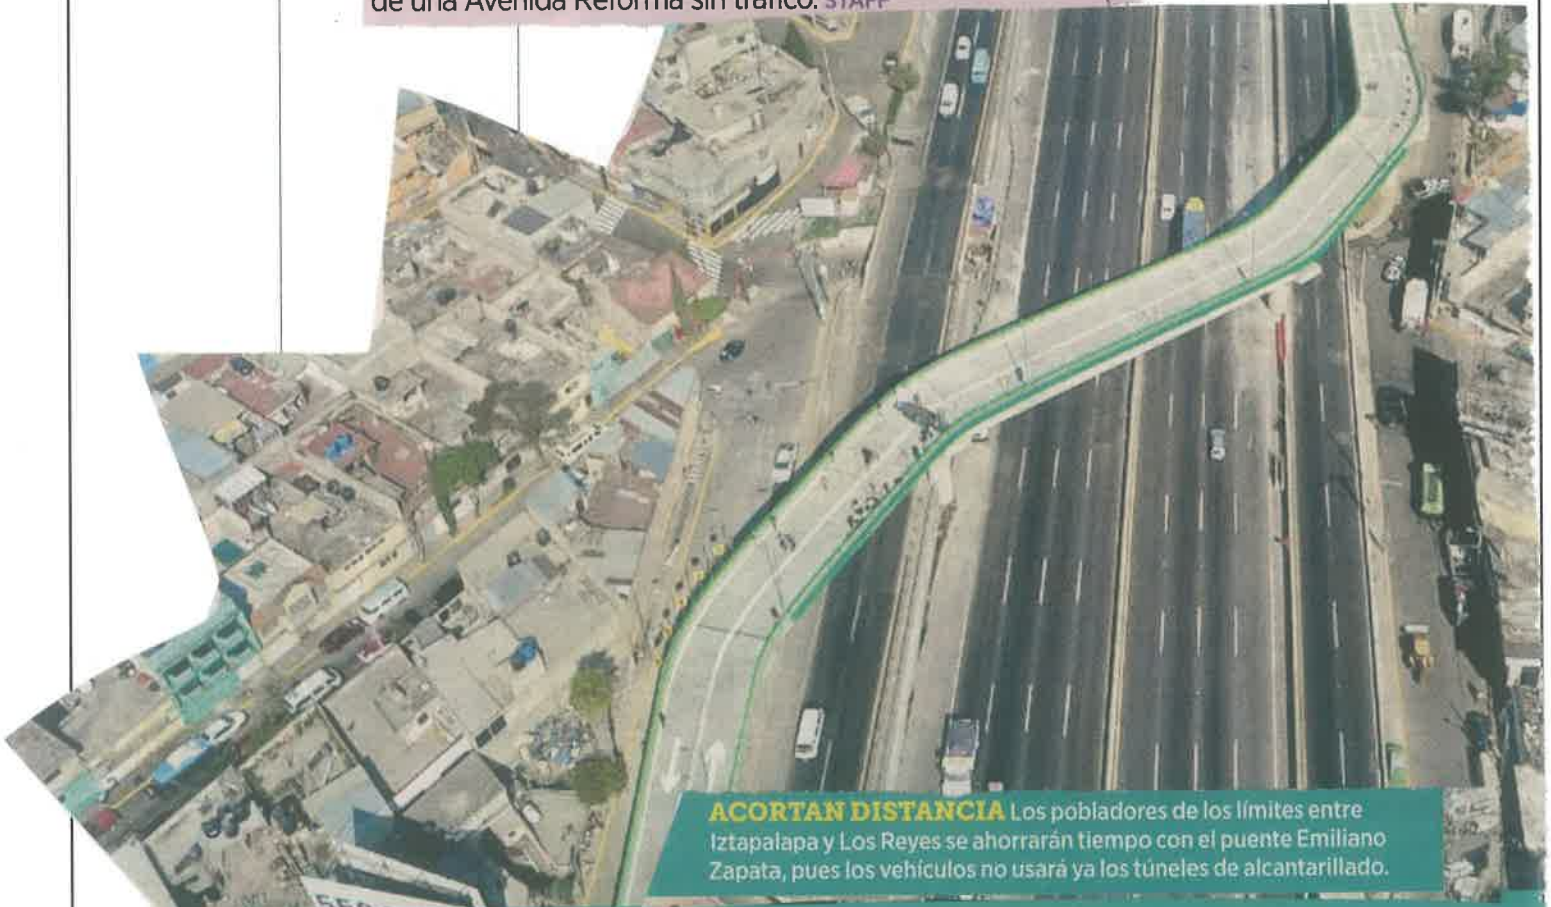 de una Avenida Reforma sin tráfico. STAFF
ACORTAN DISTANCIA Los pobladores de los límites entre
Iztapalapa y Los Reyes se ahorrarán tiempo con el puente Emiliano
Zapata, pues los vehículos no usará ya los túneles de alcantarillado.